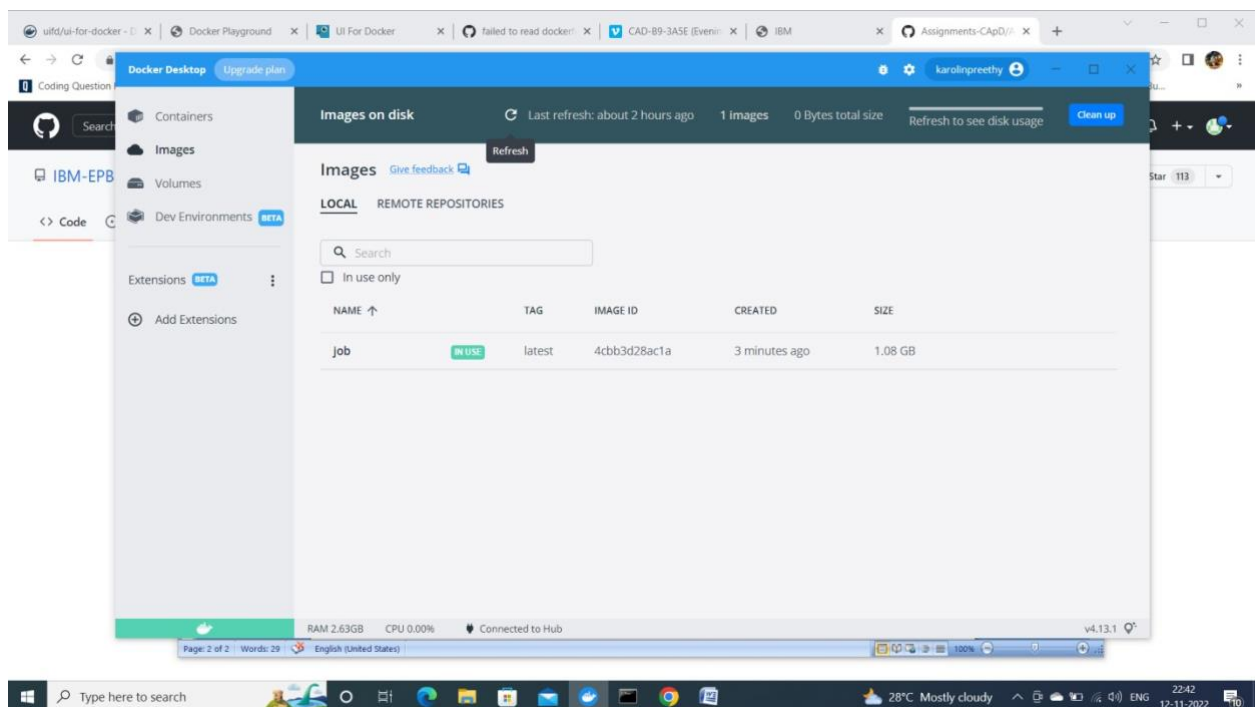 uifd/ui-for-docker - D
Docker Playground
UI For Docker
failed to read dockerf
CAD-B9-3A5E (Evenin
IBM
Assignments-CApD/A
Coding Question
Docker Desktop
Upgrade plan
karolinpreethy
Search
IBM-EPB
Code
Star 113
Containers
Images
Volumes
Dev Environments BETA
Extensions BETA
Add Extensions
Images on disk
Last refresh: about 2 hours ago
1 images
0 Bytes total size
Refresh to see disk usage
Clean up
Refresh
Images Give feedback
LOCAL REMOTE REPOSITORIES
Search
In use only
NAME TAG IMAGE ID CREATED SIZE
job IN USE latest 4cbb3d28ac1a 3 minutes ago 1.08 GB
RAM 2.63GB CPU 0.00% Connected to Hub
v4.13.1
Page: 2 of 2 Words: 29 English (United States) 100%
Type here to search
28°C Mostly cloudy
ENG
22:42
12-11-2022